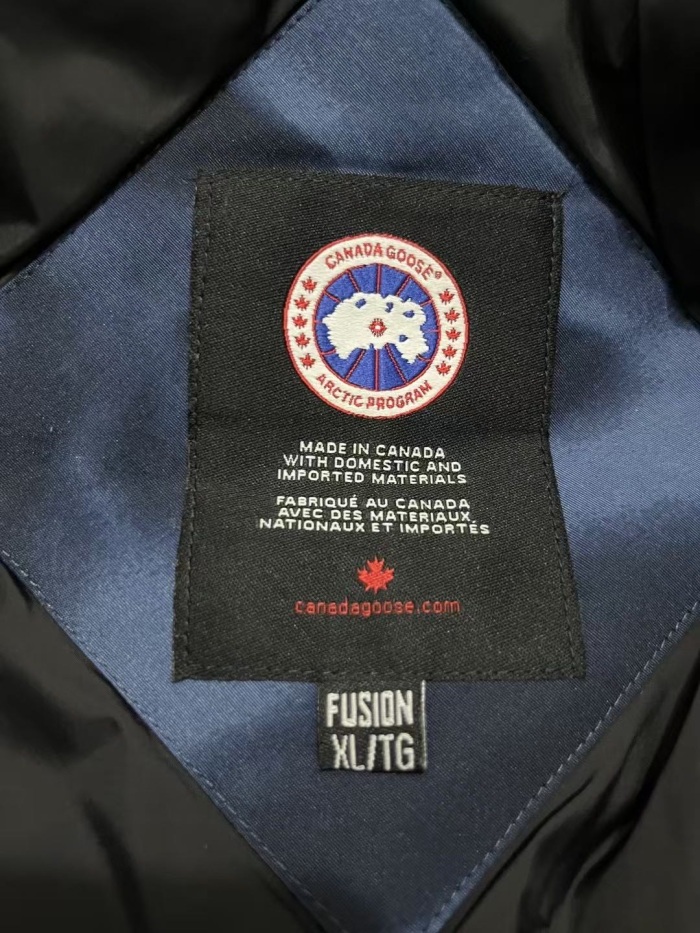 CANADA GOOSE®
ARCTIC PROGRAM
MADE IN CANADA
WITH DOMESTIC AND
IMPORTED MATERIALS
FABRIQUÉ AU CANADA
AVEC DES MATERIAUX
NATIONAUX ET IMPORTÉS
canadagoose.com
FUSION
XL/TG